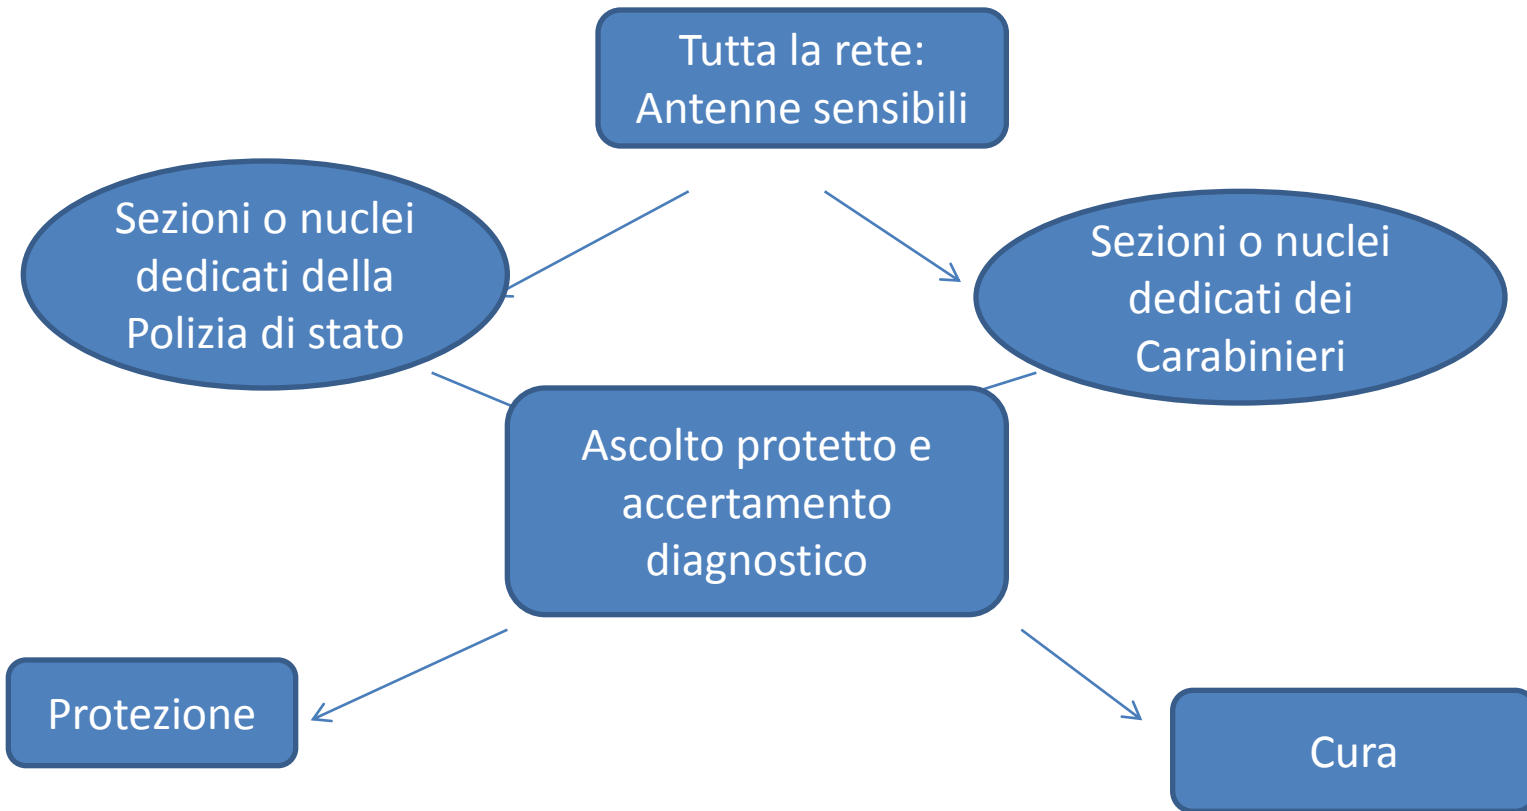 Tutta la rete:
Antenne sensibili
Sezioni o nuclei
dedicati della
Polizia di stato
Sezioni o nuclei
dedicati dei
Carabinieri
Ascolto protetto e
accertamento
diagnostico
Protezione
Cura